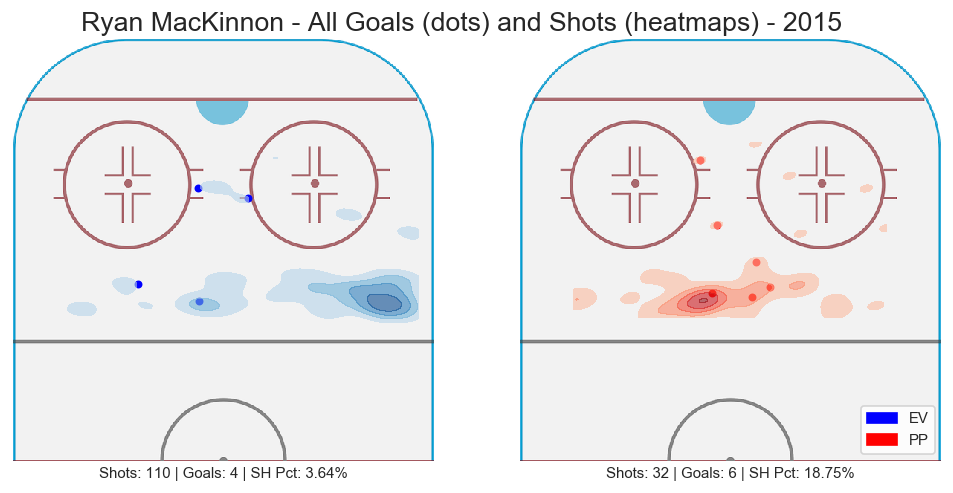 Ryan MacKinnon - All Goals (dots) and Shots (heatmaps) - 2015
EV
PP
Shots: 110 | Goals: 4 | SH Pct: 3.64%
Shots: 32 | Goals: 6 | SH Pct: 18.75%